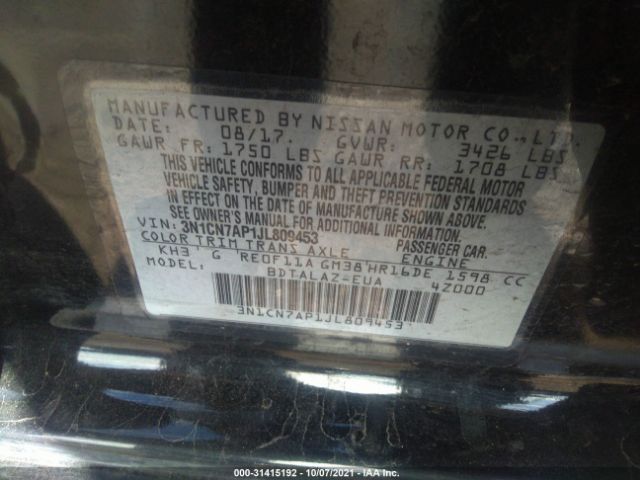 MANUFACTURED BY NISSAN MOTOR CO., LTD.
DATE: 08/17. GVWR: 3426 LBS
GAWR FR: 1750 LBS GAWR RR: 1708 LBS
THIS VEHICLE CONFORMS TO ALL APPLICABLE FEDERAL MOTOR
VEHICLE SAFETY, BUMPER AND THEFT PREVENTION STANDARDS
IN EFFECT ON THE DATE OF MANUFACTURE SHOWN ABOVE.
SEE OWNER'S MANUAL FOR ADDITIONAL INFORMATION.
VIN: 3N1CN7AP1JL809453 PASSENGER CAR.
COLOR TRIM TRANS AXLE ENGINE
KH3 G RE0F11A GM38 HR16DE 1598 CC
MODEL: BDTALAZ-EUA 4Z000
3N1CN7AP1JL809453
000-31415192 - 10/07/2021 - IAA Inc.